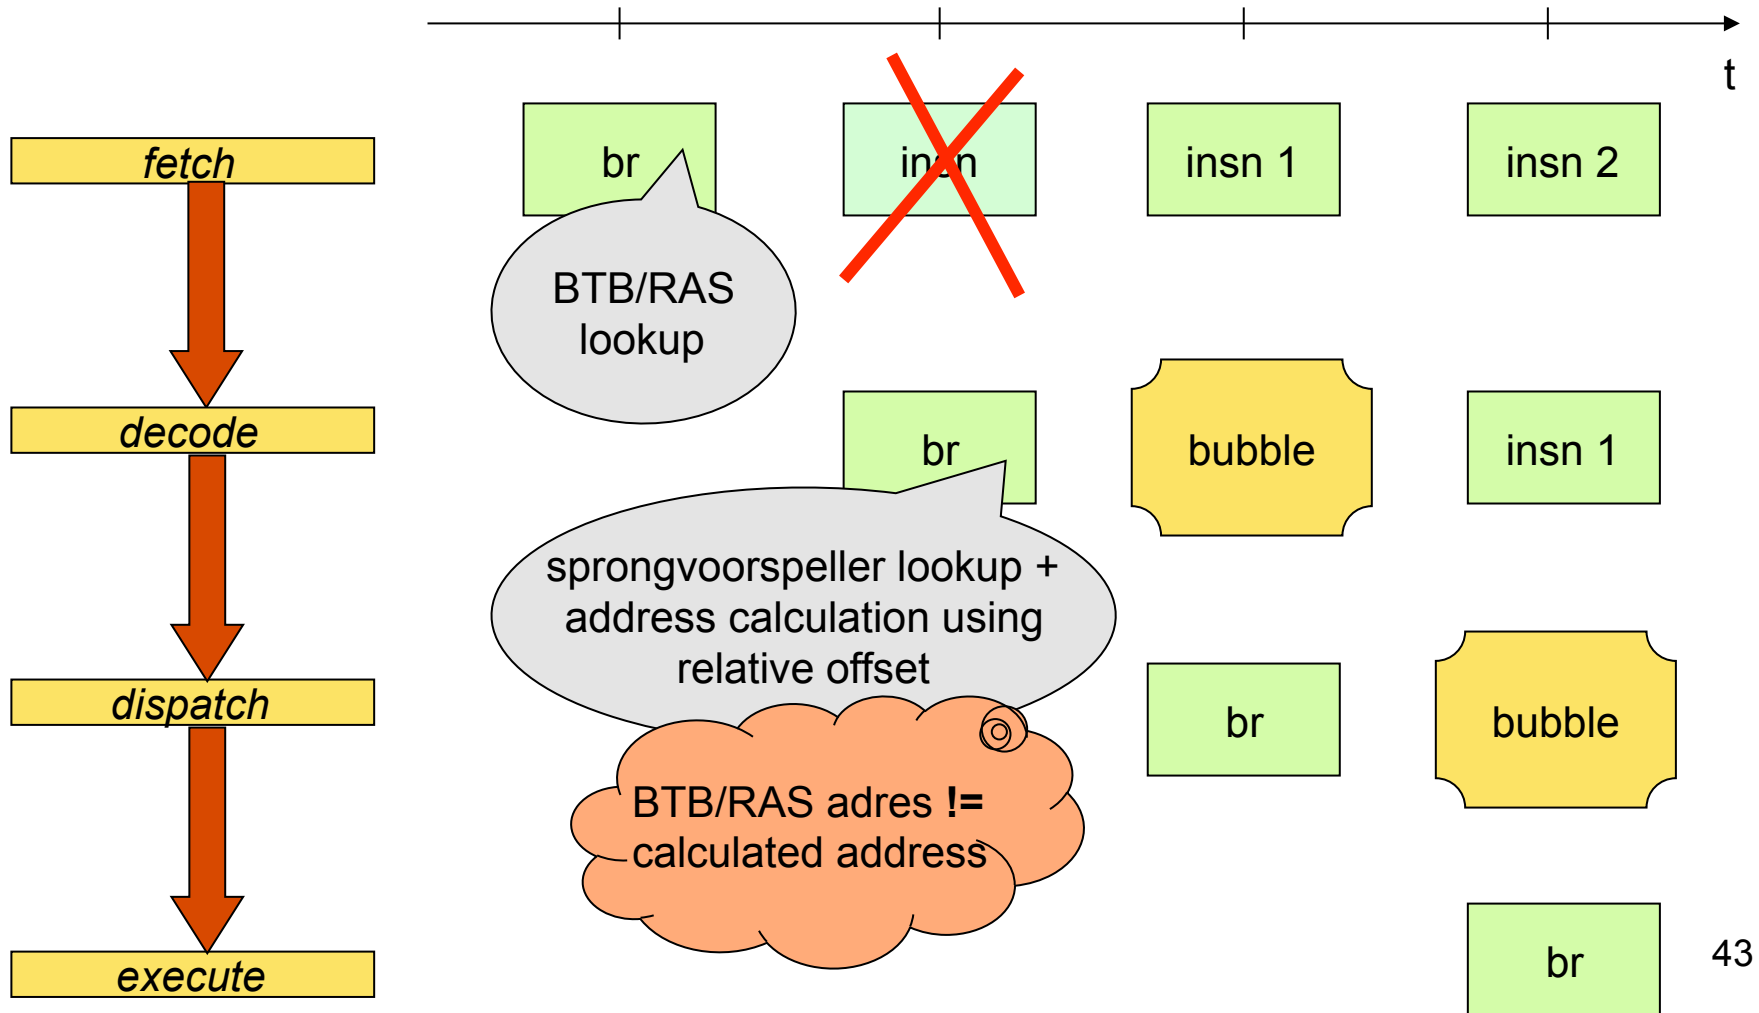 t
fetch
br
insn
insn 1
insn 2
BTB/RAS
lookup
decode
br
bubble
insn 1
sprongvoorspeller lookup +
address calculation using
relative offset
dispatch
br
bubble
BTB/RAS adres !=
calculated address
execute
br
43